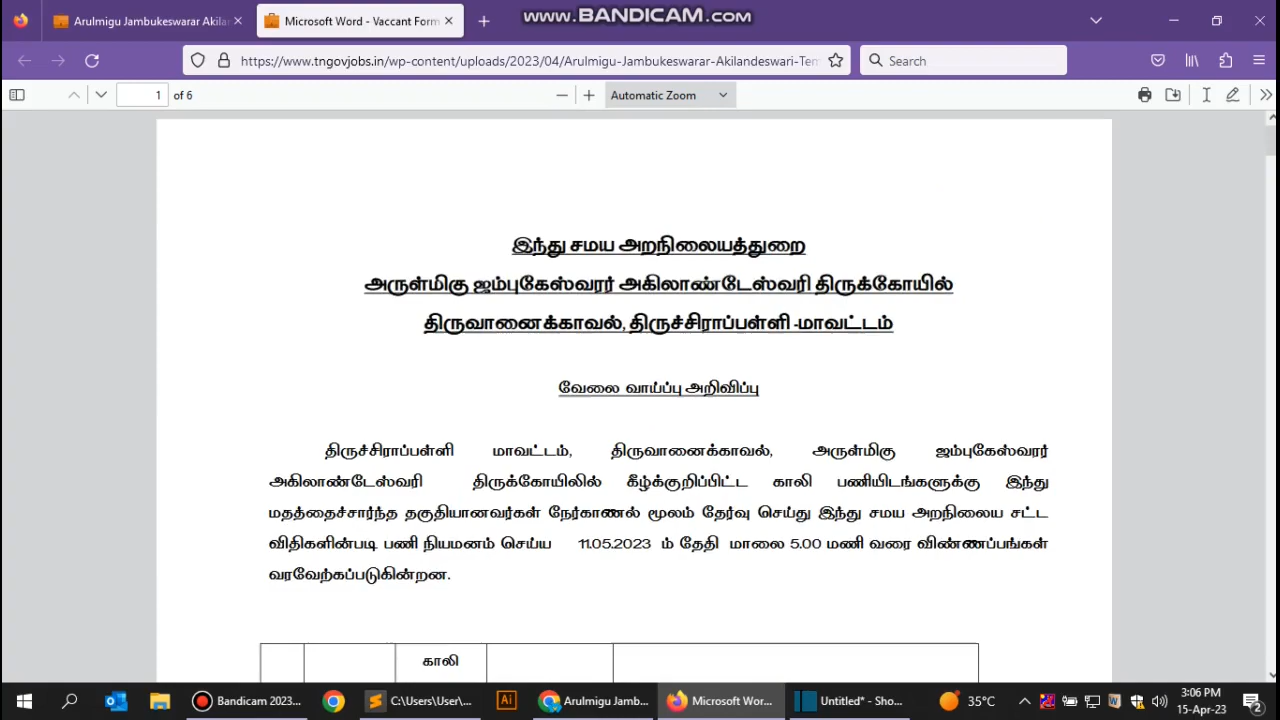 Arulmigu Jambukeswarar Akilan
Microsoft Word - Vaccant Form
www.BANDICAM.com
https://www.tngovjobs.in/wp-content/uploads/2023/04/Arulmigu-Jambukeswarar-Akilandeswari-Tem
Search
1 of 6
Automatic Zoom
இந்து சமய அறநிலையத்துறை
அருள்மிகு ஜம்புகேஸ்வரர் அகிலாண்டேஸ்வரி திருக்கோயில்
திருவானைக்காவல், திருச்சிராப்பள்ளி -மாவட்டம்
வேலை வாய்ப்பு அறிவிப்பு
திருச்சிராப்பள்ளி மாவட்டம், திருவானைக்காவல், அருள்மிகு ஜம்புகேஸ்வரர்
அகிலாண்டேஸ்வரி திருக்கோயிலில் கீழ்க்குறிப்பிட்ட காலி பணியிடங்களுக்கு இந்து
மதத்தைச்சார்ந்த தகுதியானவர்கள் நேர்காணல் மூலம் தேர்வு செய்து இந்து சமய அறநிலைய சட்ட
விதிகளின்படி பணி நியமனம் செய்ய 11.05.2023 ம் தேதி மாலை 5.00 மணி வரை விண்ணப்பங்கள்
வரவேற்கப்படுகின்றன.
காலி
Bandicam 2023...
C:\Users\User\...
Ai
Arulmigu Jamb...
Microsoft Wor...
Untitled* - Sho...
35°C
3:06 PM
15-Apr-23
2